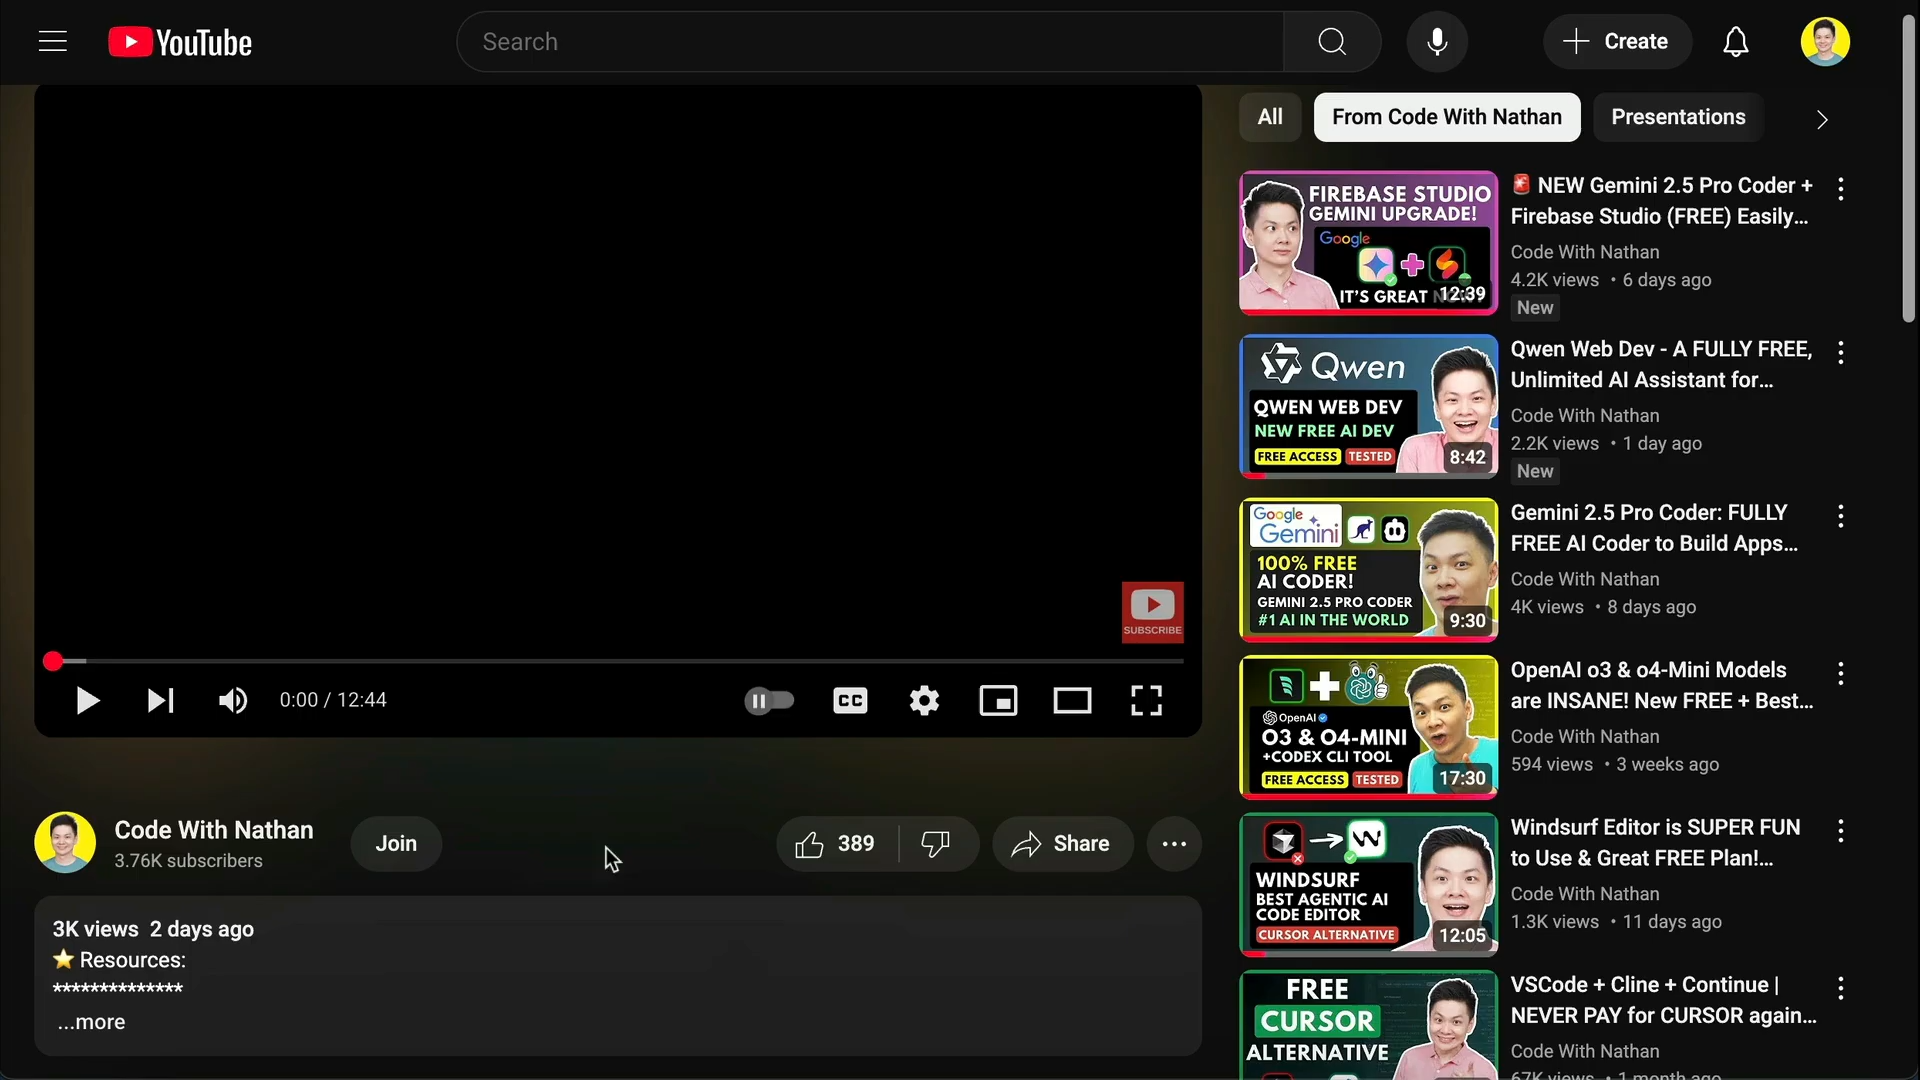 YouTube
Search
Create
SUBSCRIBE
0:00 / 12:44
CC
Code With Nathan
3.76K subscribers
Join
389
Share
3K views 2 days ago
⭐ Resources:
**************
...more
All
From Code With Nathan
Presentations
FIREBASE STUDIO
GEMINI UPGRADE!
Google
IT'S GREAT
12:39
🚨 NEW Gemini 2.5 Pro Coder +
Firebase Studio (FREE) Easily...
Code With Nathan
4.2K views • 6 days ago
New
Qwen
QWEN WEB DEV
NEW FREE AI DEV
FREE ACCESS TESTED
8:42
Qwen Web Dev - A FULLY FREE,
Unlimited AI Assistant for...
Code With Nathan
2.2K views • 1 day ago
New
Google
Gemini
100% FREE
AI CODER!
GEMINI 2.5 PRO CODER
#1 AI IN THE WORLD
9:30
Gemini 2.5 Pro Coder: FULLY
FREE AI Coder to Build Apps...
Code With Nathan
4K views • 8 days ago
OpenAI
O3 & O4-MINI
+CODEX CLI TOOL
FREE ACCESS TESTED
17:30
OpenAI o3 & o4-Mini Models
are INSANE! New FREE + Best...
Code With Nathan
594 views • 3 weeks ago
WINDSURF
BEST AGENTIC AI
CODE EDITOR
CURSOR ALTERNATIVE
12:05
Windsurf Editor is SUPER FUN
to Use & Great FREE Plan!...
Code With Nathan
1.3K views • 11 days ago
FREE
CURSOR
ALTERNATIVE
VSCode + Cline + Continue |
NEVER PAY for CURSOR again...
Code With Nathan
67K views • 1 month ago